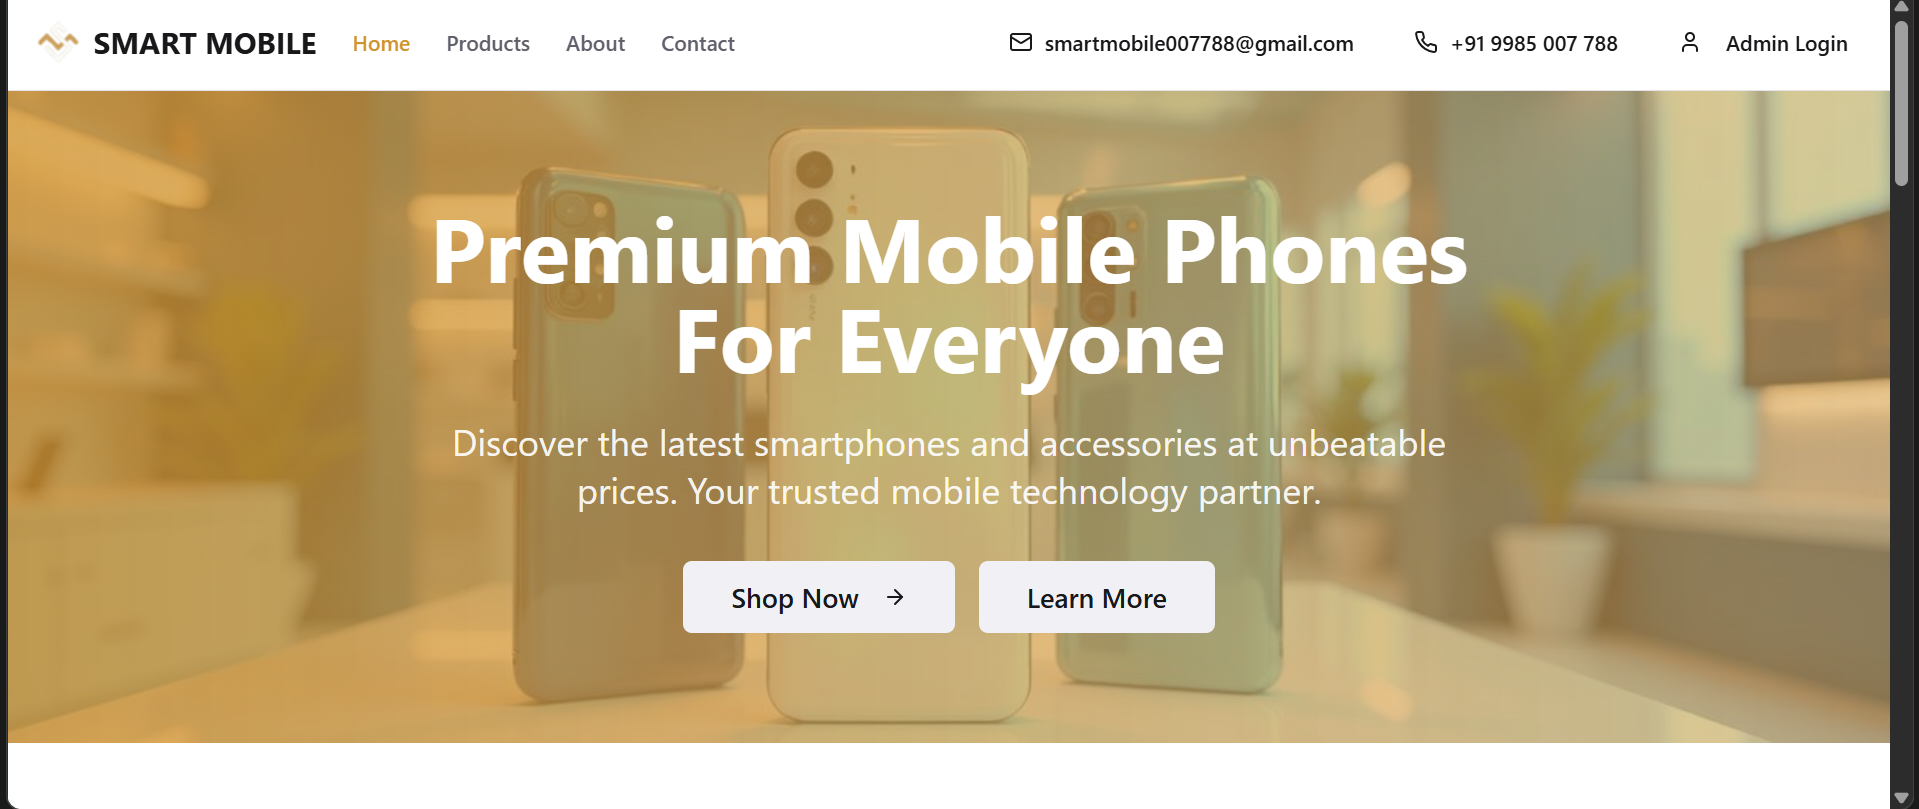 SMART MOBILE Home Products About Contact smartmobile007788@gmail.com +91 9985 007 788 Admin Login
Premium Mobile Phones
For Everyone
Discover the latest smartphones and accessories at unbeatable
prices. Your trusted mobile technology partner.
Shop Now Learn More